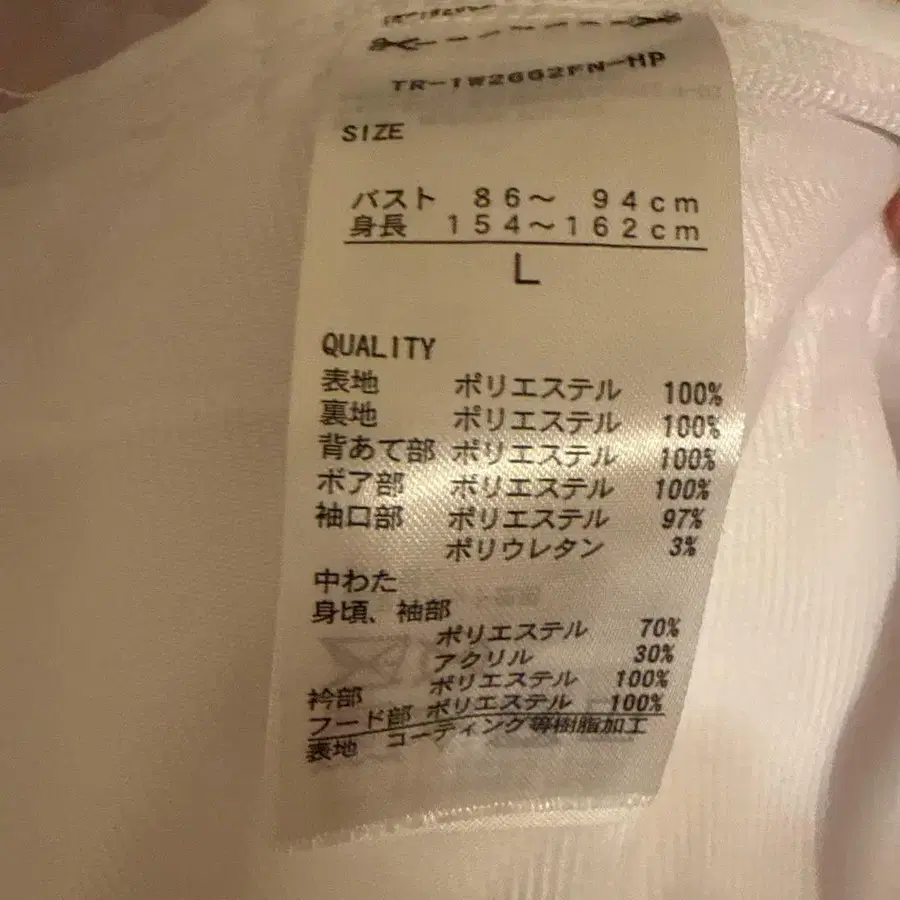 TR-1W2602FN-HP
SIZE
バスト 86～ 94cm
身長 154～162cm
L
QUALITY
表地 ポリエステル 100%
裏地 ポリエステル 100%
背あて部 ポリエステル 100%
ボア部 ポリエステル 100%
袖口部 ポリエステル 97%
ポリウレタン 3%
中わた
身頃、袖部
ポリエステル 70%
アクリル 30%
衿部 ポリエステル 100%
フード部 ポリエステル 100%
表地 コーティング等樹脂加工